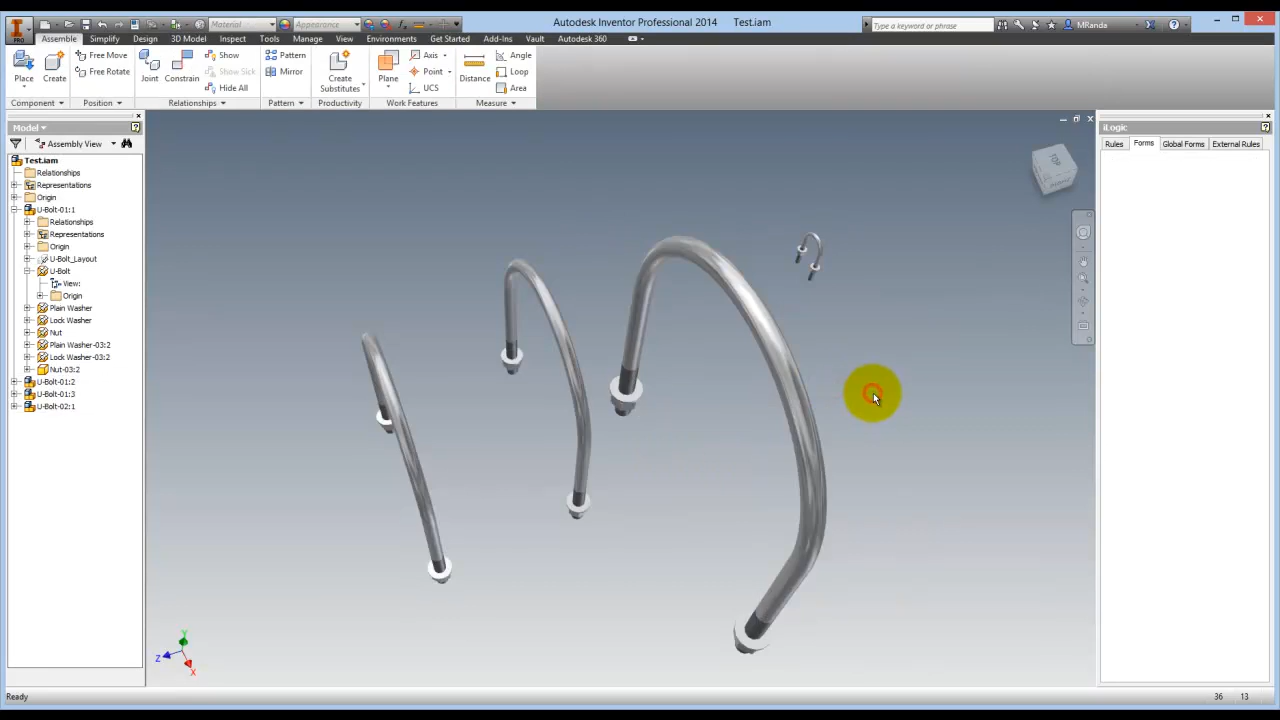 Material Appearance Autodesk Inventor Professional 2014 Test.iam Type a keyword or phrase MRanda
PRO Assemble Simplify Design 3D Model Inspect Tools Manage View Environments Get Started Add-Ins Vault Autodesk 360
Place Create Free Move Free Rotate Joint Constrain Show Show Sick Hide All Pattern Mirror Create Substitutes Plane Axis Point UCS Distance Angle Loop Area
Component Position Relationships Pattern Productivity Work Features Measure
Model iLogic
Assembly View Rules Forms Global Forms External Rules
Test.iam
Relationships
Representations
Origin
U-Bolt-01:1
Relationships
Representations
Origin
U-Bolt_Layout
U-Bolt
View:
Origin
Plain Washer
Lock Washer
Nut
Plain Washer-03:2
Lock Washer-03:2
Nut-03:2
U-Bolt-01:2
U-Bolt-01:3
U-Bolt-02:1
TOP
Y
Z
X
Ready 36 13